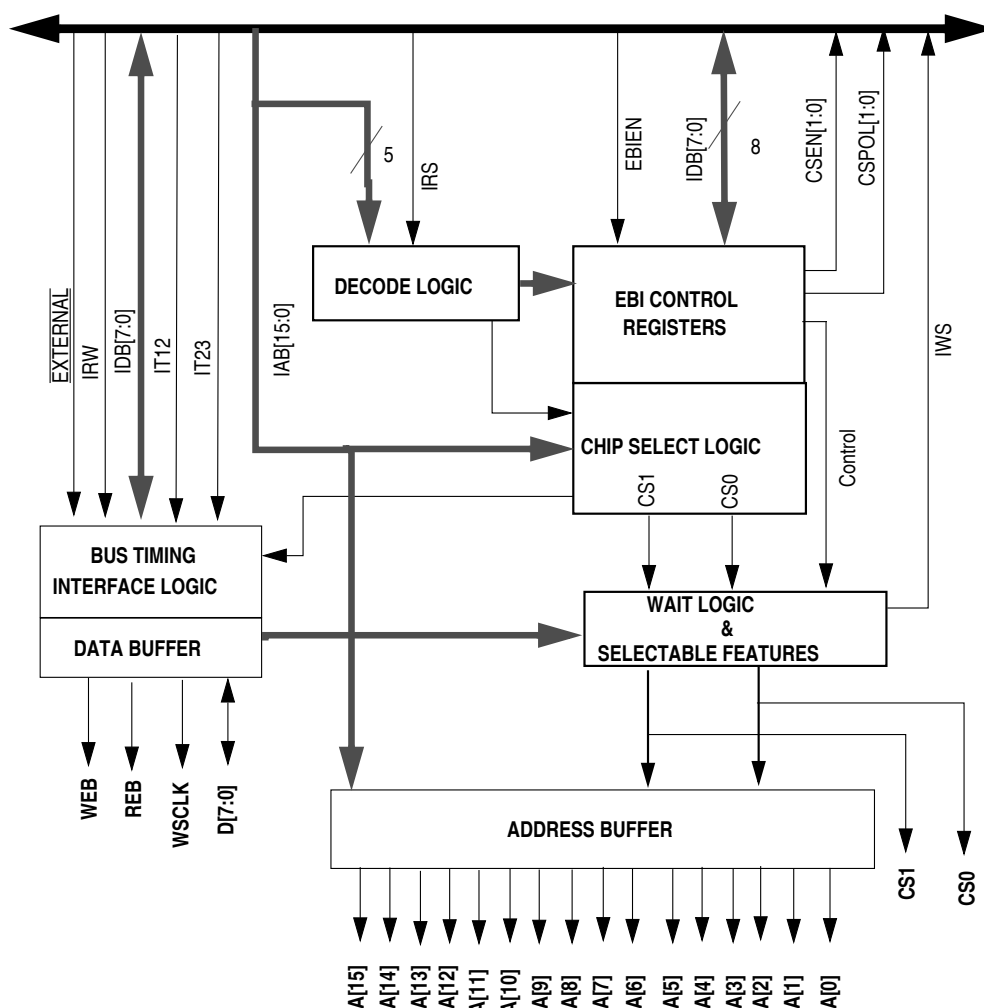 EXTERNAL
IRW
IDB[7:0]
IT12
IT23
IAB[15:0]
5
IRS
EBIEN
IDB[7:0]
8
CSEN[1:0]
CSPOL[1:0]
IWS
DECODE LOGIC
EBI CONTROL
REGISTERS
CHIP SELECT LOGIC
CS1
CS0
Control
BUS TIMING
INTERFACE LOGIC
DATA BUFFER
WAIT LOGIC
&
SELECTABLE FEATURES
WEB
REB
WSCLK
D[7:0]
ADDRESS BUFFER
CS1
CS0
A[15]
A[14]
A[13]
A[12]
A[11]
A[10]
A[9]
A[8]
A[7]
A[6]
A[5]
A[4]
A[3]
A[2]
A[1]
A[0]